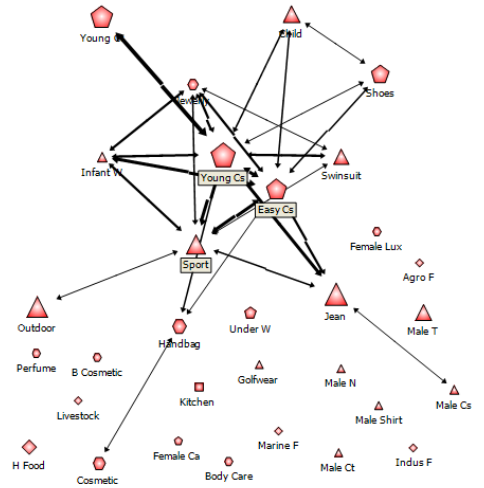 Young
Child
Shoes
Jewelry
Infant W
Young Cs
Swinsuit
Easy Cs
Female Lux
Sport
Agro F
Outdoor
Handbag
Under W
Jean
Male T
Perfume
B Cosmetic
Golfwear
Male N
Kitchen
Male Cs
Livestock
Male Shirt
H Food
Cosmetic
Female Ca
Body Care
Marine F
Male Ct
Indus F